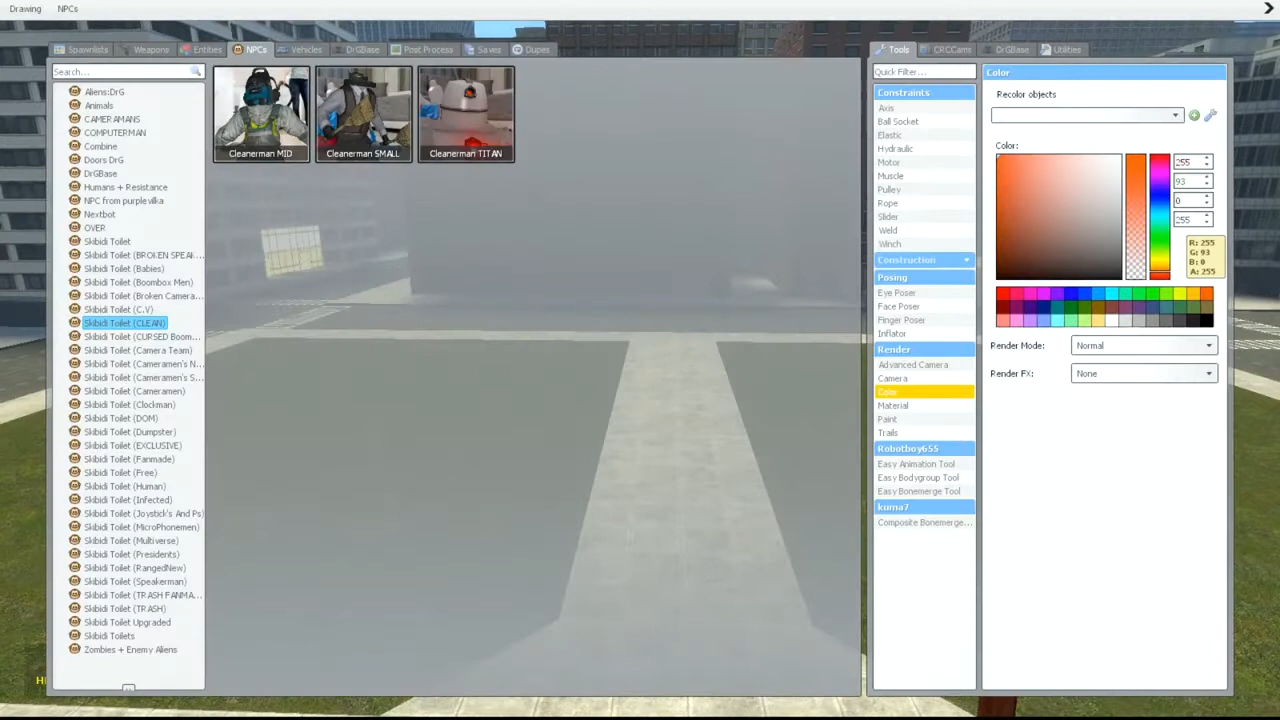 Drawing NPCs
Spawnlists Weapons Entities NPCs Vehicles DrGBase Post Process Saves Dupes
Tools CRCCams DrGBase Utilities
Search...
Aliens:DrG
Animals
CAMERAMANS
COMPUTERMAN
Combine
Doors DrG
DrGBase
Humans + Resistance
NPC from purplevilka
Nextbot
OVER
Skibidi Toilet
Skibidi Toilet (BROKEN SPEAK...
Skibidi Toilet (Babies)
Skibidi Toilet (Boombox Men)
Skibidi Toilet (Broken Camera...
Skibidi Toilet (C.V)
Skibidi Toilet (CLEAN)
Skibidi Toilet (CURSED Boom...
Skibidi Toilet (Camera Team)
Skibidi Toilet (Cameramen's N...
Skibidi Toilet (Cameramen's S...
Skibidi Toilet (Cameramen)
Skibidi Toilet (Clockman)
Skibidi Toilet (DOM)
Skibidi Toilet (Dumpster)
Skibidi Toilet (EXCLUSIVE)
Skibidi Toilet (Fanmade)
Skibidi Toilet (Free)
Skibidi Toilet (Human)
Skibidi Toilet (Infected)
Skibidi Toilet (Joystick's And Ps)
Skibidi Toilet (MicroPhonemen)
Skibidi Toilet (Multiverse)
Skibidi Toilet (Presidents)
Skibidi Toilet (RangedNew)
Skibidi Toilet (Speakerman)
Skibidi Toilet (TRASH FANMA...
Skibidi Toilet (TRASH)
Skibidi Toilet Upgraded
Skibidi Toilets
Zombies + Enemy Aliens
Cleanerman MID
Cleanerman SMALL
Cleanerman TITAN
Quick Filter...
Constraints
Axis
Ball Socket
Elastic
Hydraulic
Motor
Muscle
Pulley
Rope
Slider
Weld
Winch
Construction
Posing
Eye Poser
Face Poser
Finger Poser
Inflator
Render
Advanced Camera
Camera
Color
Material
Paint
Trails
Robotboy655
Easy Animation Tool
Easy Bodygroup Tool
Easy Bonemerge Tool
kuma7
Composite Bonemerge...
Color
Recolor objects
Color:
255
93
0
255
R: 255
G: 93
B: 0
A: 255
Render Mode: Normal
Render FX: None